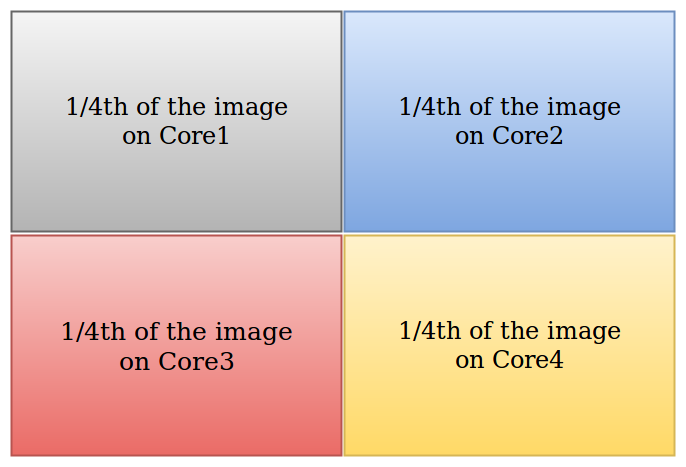 1/4th of the image
on Core1
1/4th of the image
on Core2
1/4th of the image
on Core3
1/4th of the image
on Core4